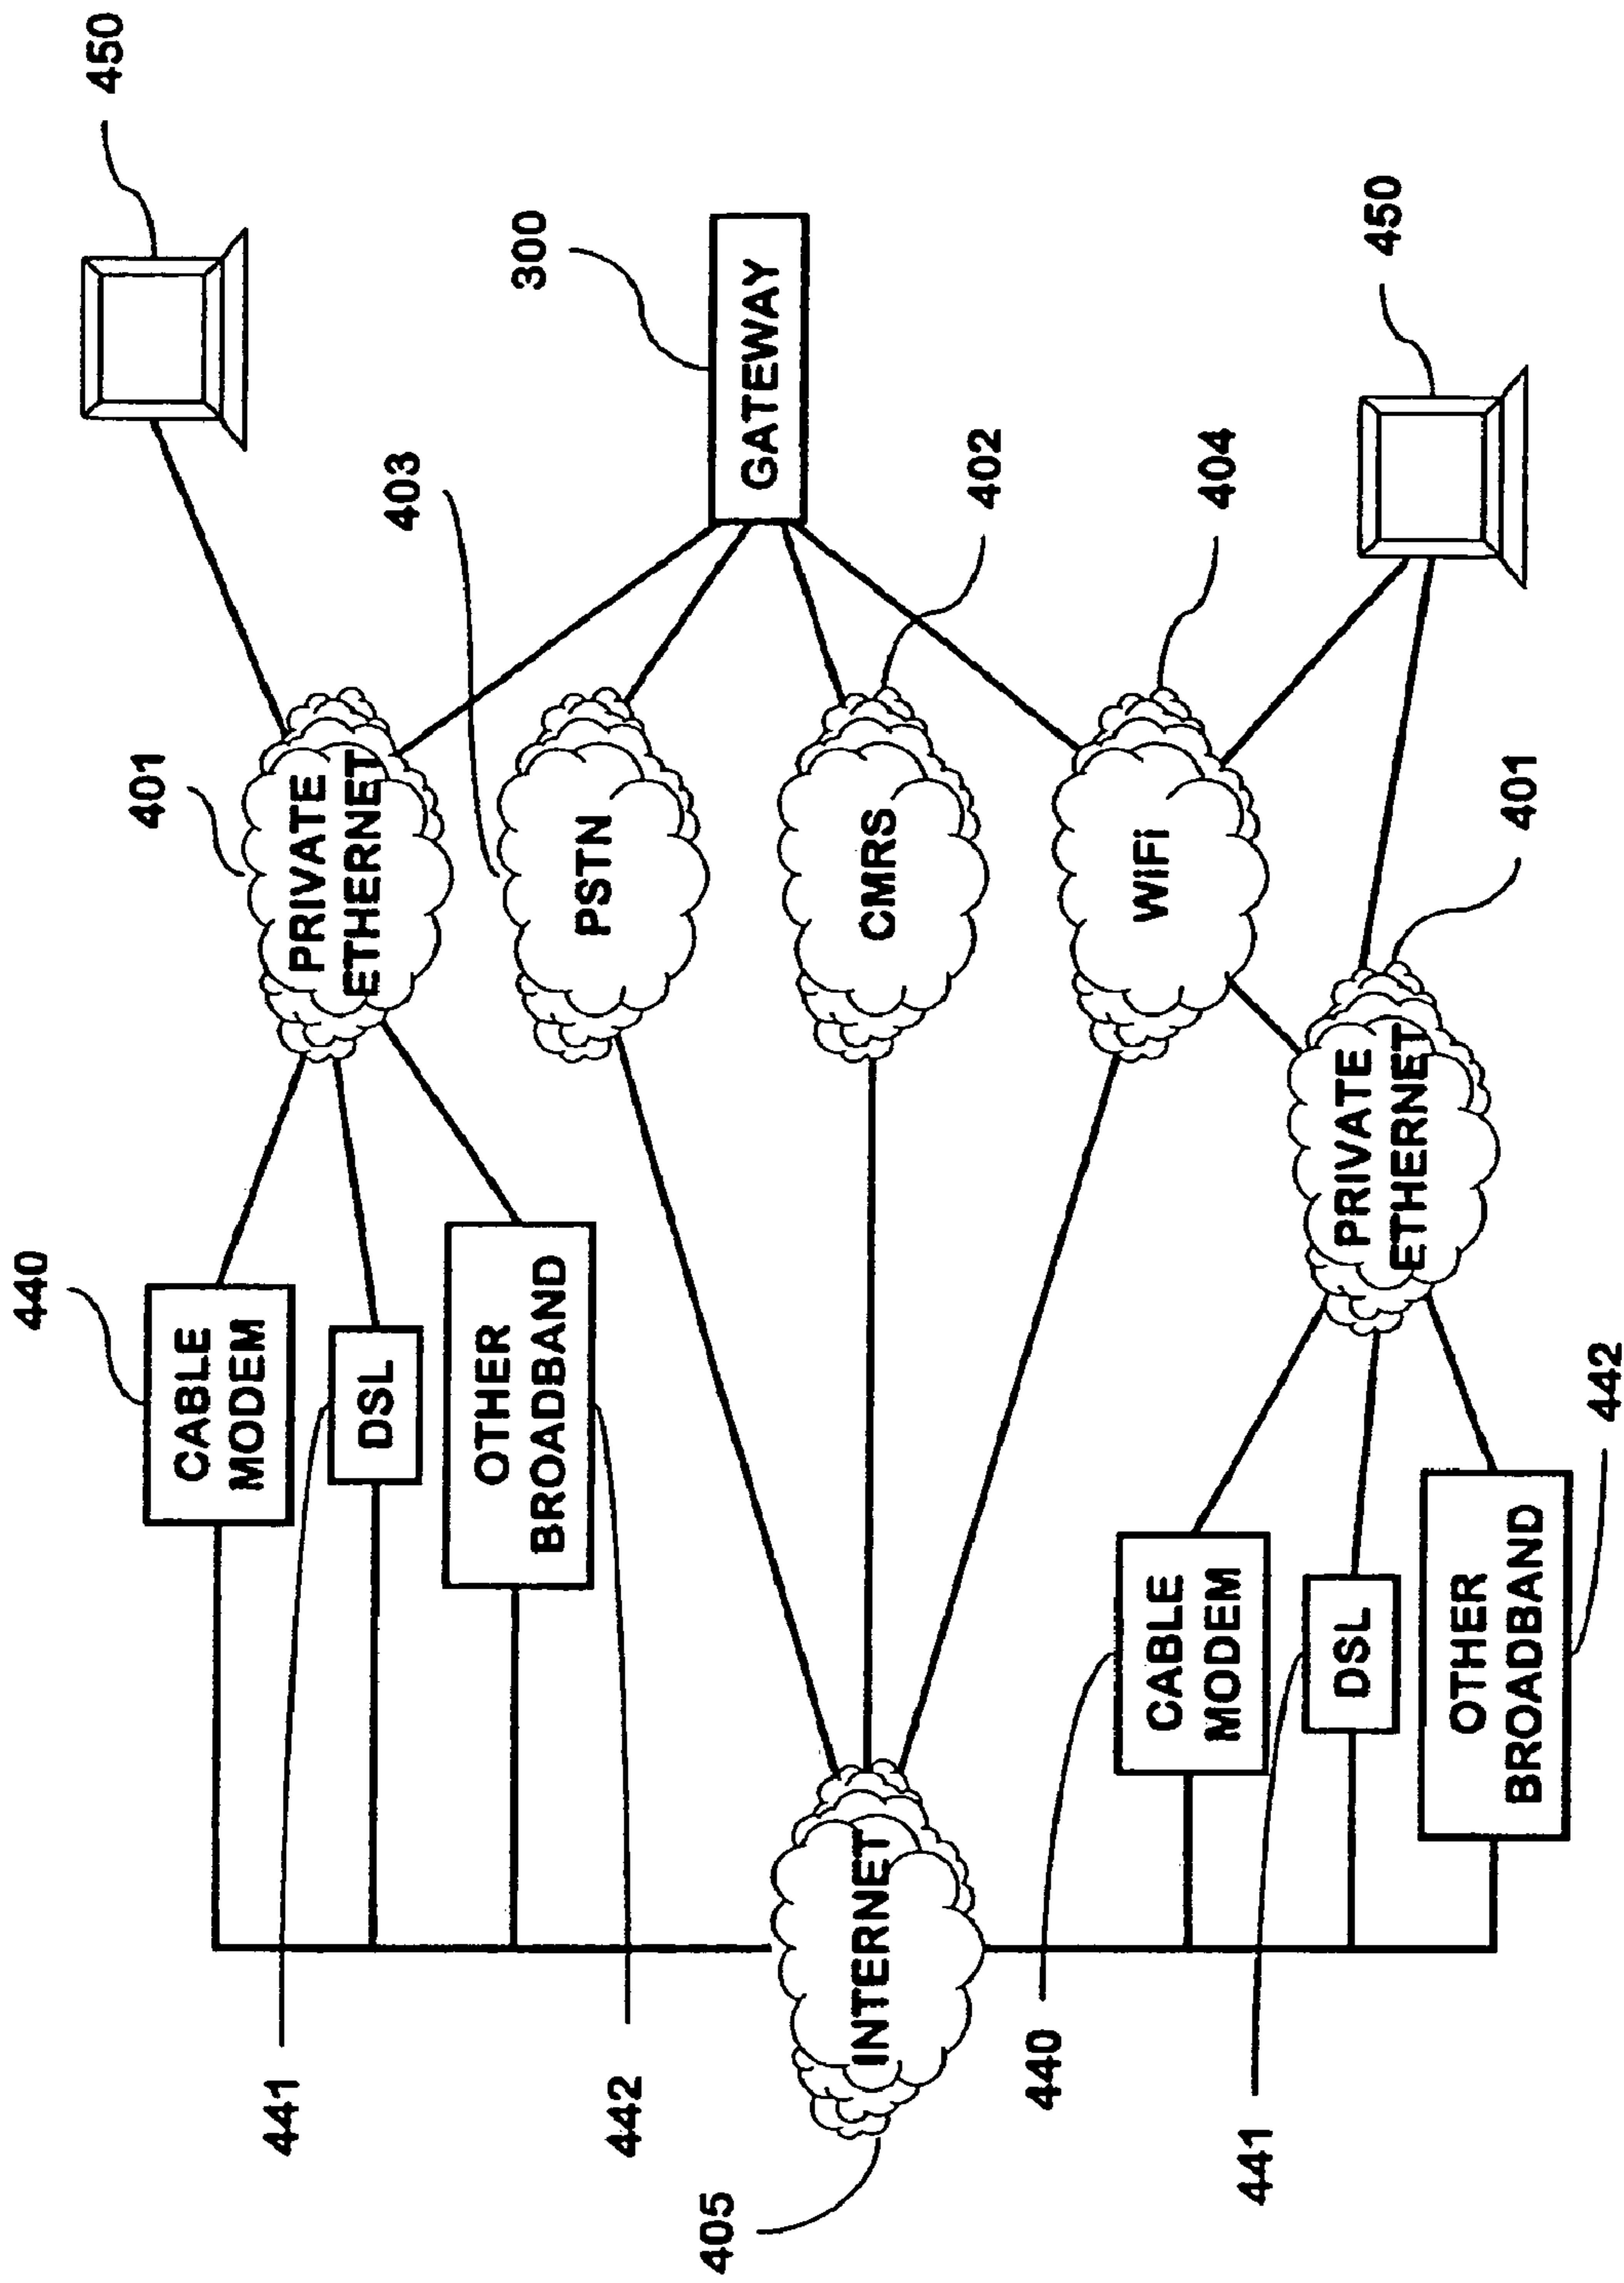 450
450
300
GATEWAY
403
402
404
401
PRIVATE
ETHERNET
PSTN
CMRS
WiFi
401
PRIVATE
ETHERNET
440
CABLE
MODEM
DSL
OTHER
BROADBAND
442
CABLE
MODEM
DSL
OTHER
BROADBAND
INTERNET
441
442
440
441
405